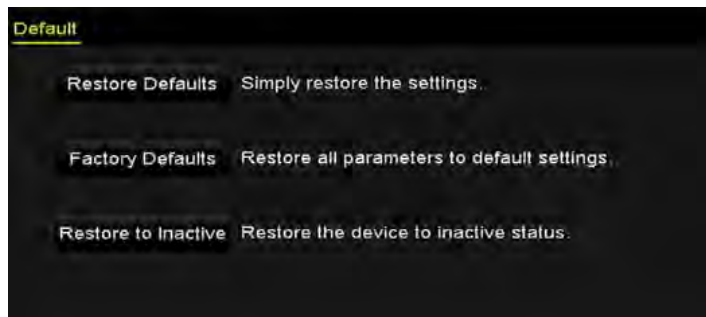 Default
Restore Defaults Simply restore the settings.
Factory Defaults Restore all parameters to default settings.
Restore to Inactive Restore the device to inactive status.